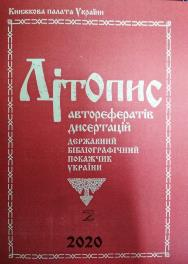 Книжкова палата України
Літопис
авторефератів
дисертацій
Державний
бібліографічний
покажчик
України
2
2020